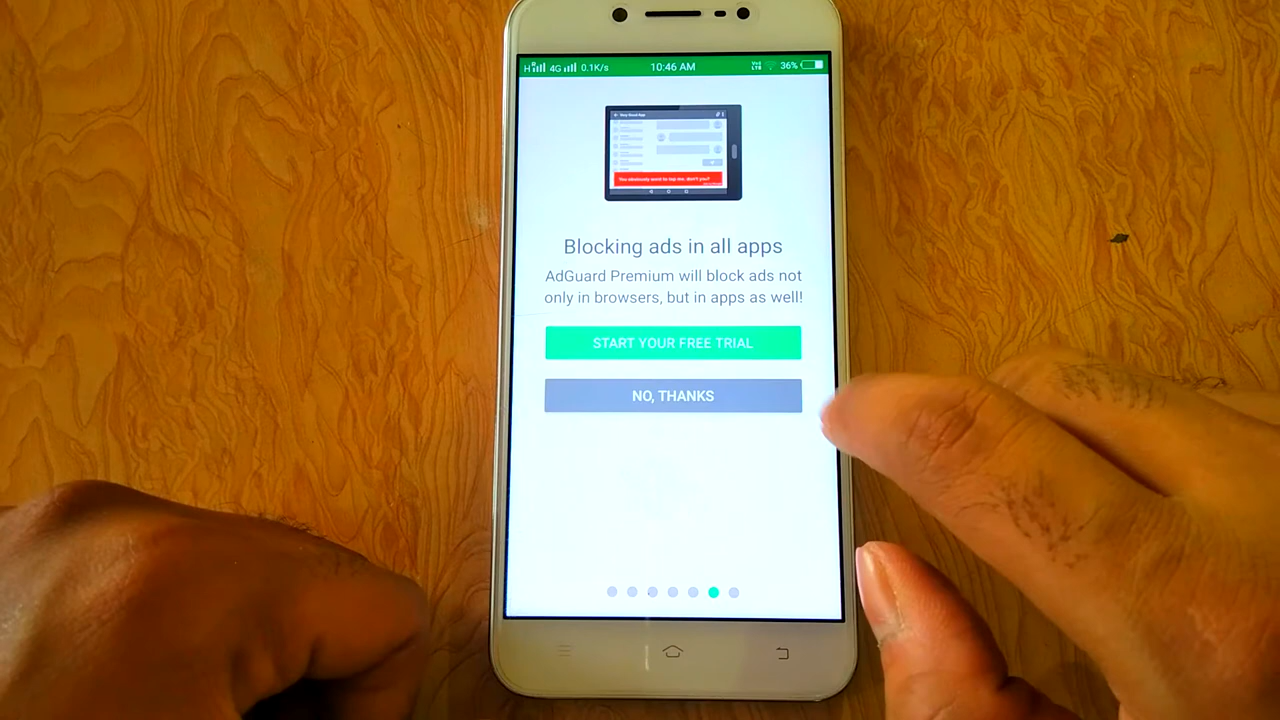 H 4G 0.1K/s 10:46 AM VoLTE 36%
Blocking ads in all apps
AdGuard Premium will block ads not
only in browsers, but in apps as well!
START YOUR FREE TRIAL
NO, THANKS